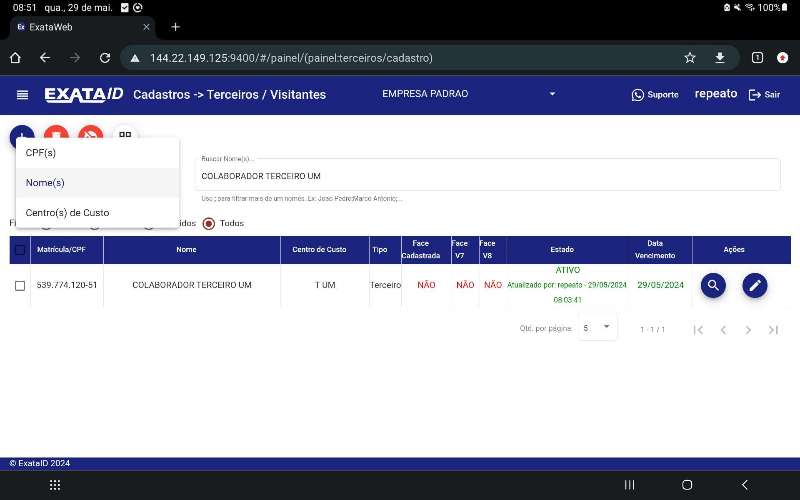 08:51 qua., 29 de mai. 100%
Ex ExataWeb
144.22.149.125:9400/#/painel/(painel:terceiros/cadastro) 1
EXATAID Cadastros -> Terceiros / Visitantes EMPRESA PADRAO Suporte repeato Sair
CPF(s)
Nome(s)
Centro(s) de Custo
Buscar Nome(s)...
COLABORADOR TERCEIRO UM
Use ; para filtrar mais de um només. Ex: Joao Pedro;Marco Antonio;...
Todos
Matrícula/CPF Nome Centro de Custo Tipo Face Cadastrada Face V7 Face V8 Estado Data Vencimento Ações
539.774.120-51 COLABORADOR TERCEIRO UM T UM Terceiro NÃO NÃO NÃO ATIVO 29/05/2024
Atualizado por: repeato - 29/05/2024
08:03:41
Qtd. por página: 5 1 - 1 / 1
© ExataID 2024